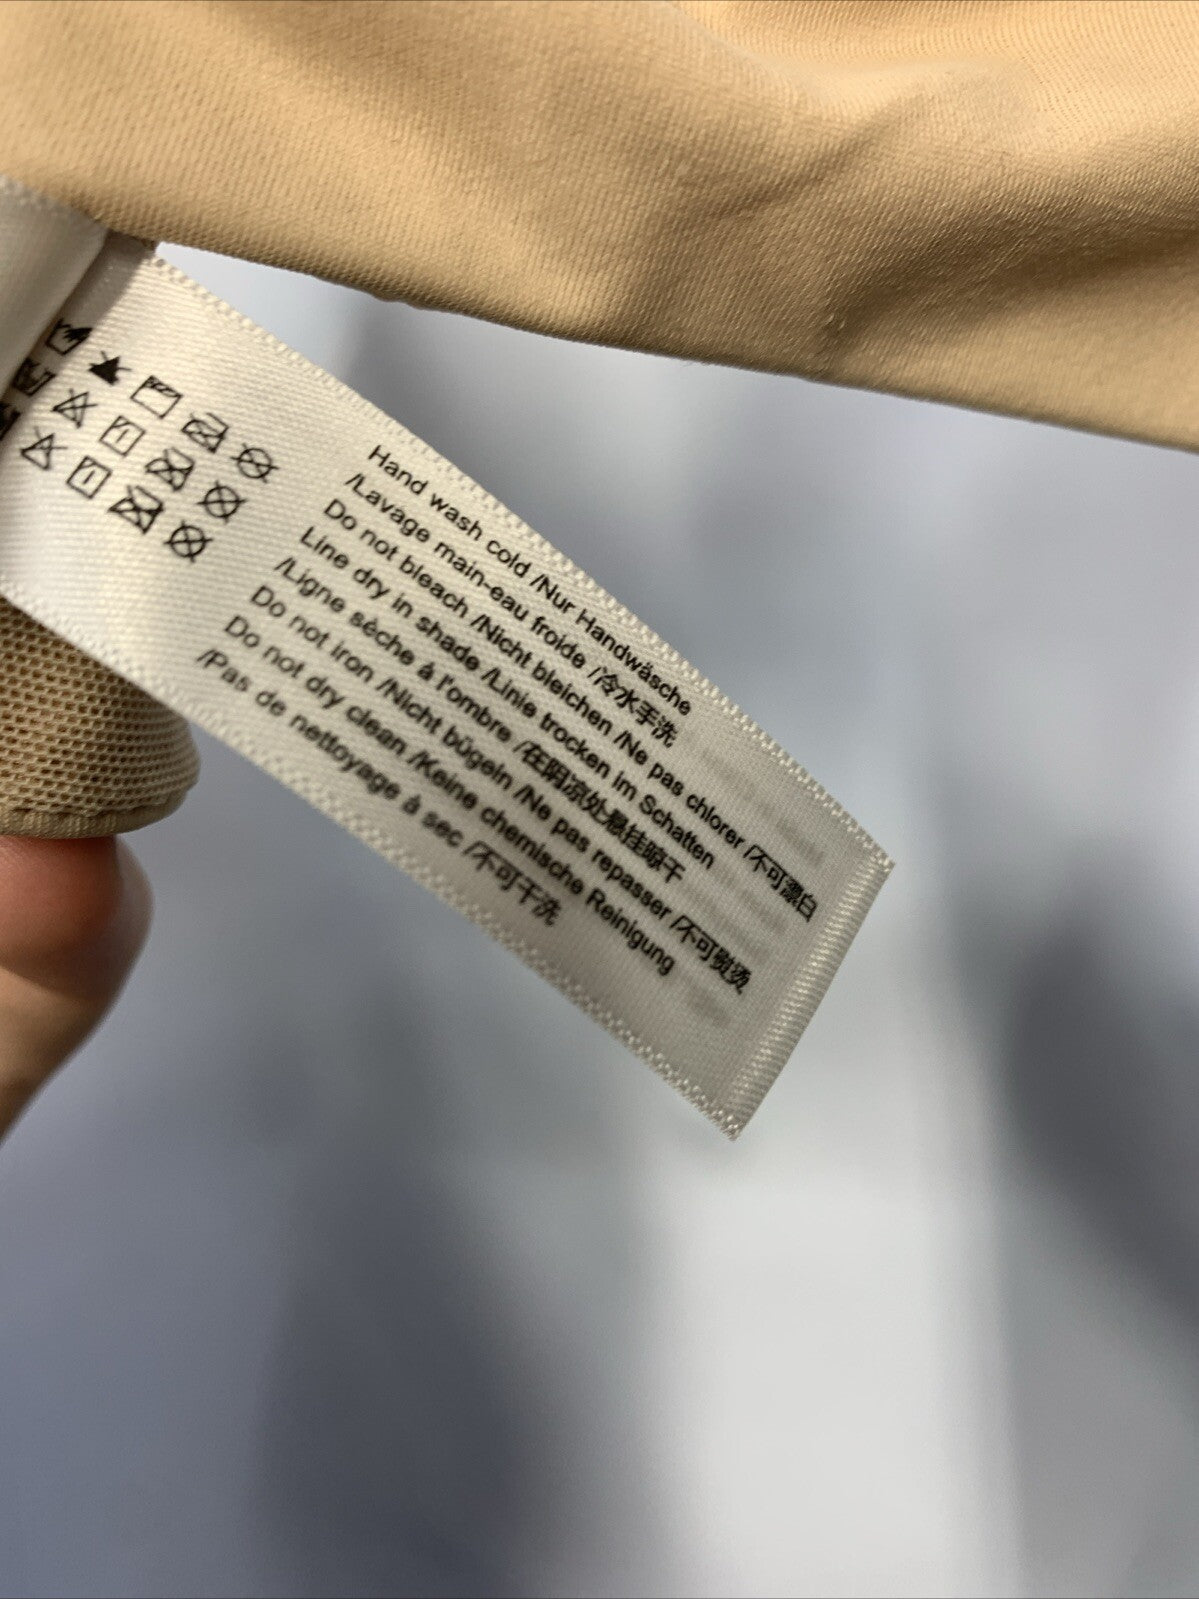 Hand wash cold /Nur Handwäsche
/Lavage main-eau froide /冷水手洗
Do not bleach /Nicht bleichen /Ne pas chlorer /不可漂白
Line dry in shade /Linie trocken im Schatten
/Ligne sèche à l'ombre /在阴凉处悬挂晾干
Do not iron /Nicht bügeln /Ne pas repasser /不可熨烫
Do not dry clean /Keine chemische Reinigung
/Pas de nettoyage à sec /不可干洗